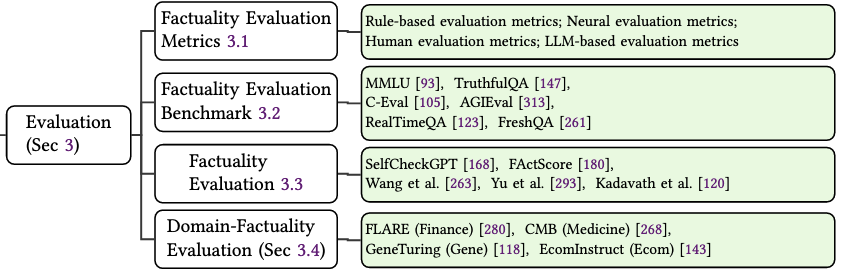 Evaluation
(Sec 3)
Factuality Evaluation
Metrics 3.1
Rule-based evaluation metrics; Neural evaluation metrics;
Human evaluation metrics; LLM-based evaluation metrics
Factuality Evaluation
Benchmark 3.2
MMLU [93], TruthfulQA [147],
C-Eval [105], AGIEval [313],
RealTimeQA [123], FreshQA [261]
Factuality
Evaluation 3.3
SelfCheckGPT [168], FActScore [180],
Wang et al. [263], Yu et al. [293], Kadavath et al. [120]
Domain-Factuality
Evaluation (Sec 3.4)
FLARE (Finance) [280], CMB (Medicine) [268],
GeneTuring (Gene) [118], EcomInstruct (Ecom) [143]